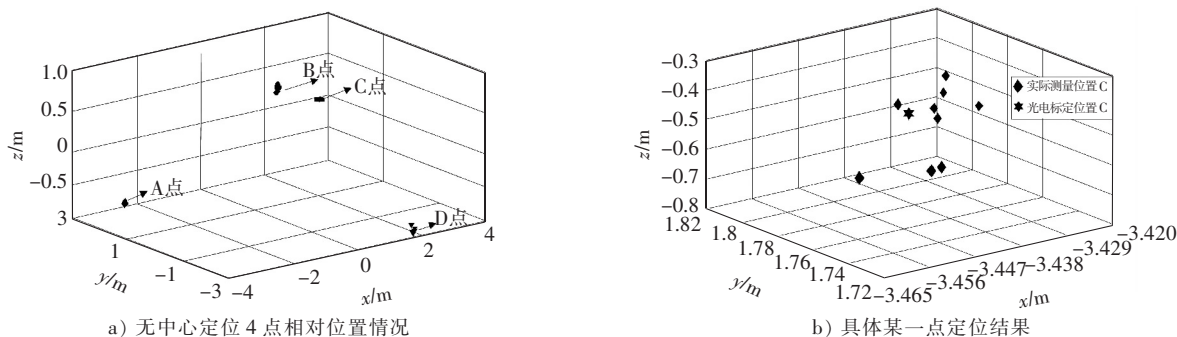 1.0
0.5
0
−0.5
3
z/m
1
−1
−3
y/m
−4
−2
0
2
4
x/m
A点
B点
C点
D点
a) 无中心定位 4 点相对位置情况
−0.3
−0.4
−0.5
−0.6
−0.7
−0.8
z/m
1.82
1.8
1.78
1.76
1.74
1.72
y/m
−3.465
−3.456
−3.447
−3.438
−3.429
−3.420
x/m
实际测量位置 C
光电标定位置 C
b) 具体某一点定位结果